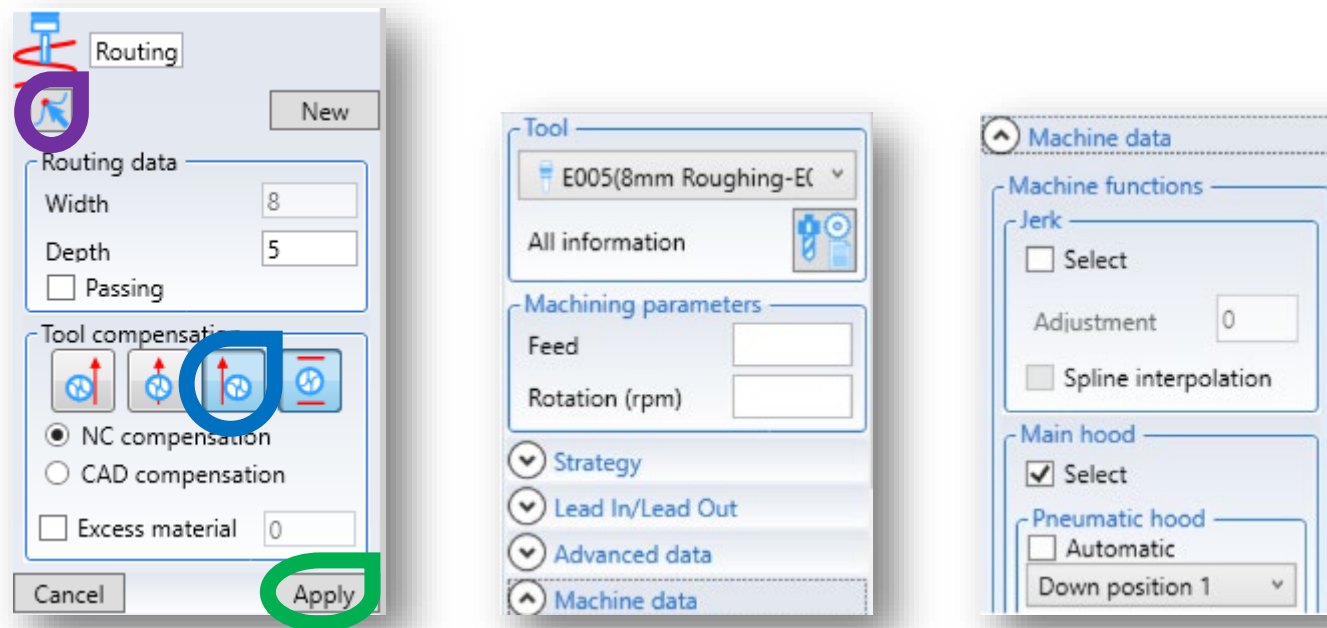 Routing
New
Routing data
Width 8
Depth 5
Passing
Tool compensation
NC compensation
CAD compensation
Excess material 0
Cancel Apply
Tool
E005(8mm Roughing-E(
All information
Machining parameters
Feed
Rotation (rpm)
Strategy
Lead In/Lead Out
Advanced data
Machine data
Machine data
Machine functions
Jerk
Select
Adjustment 0
Spline interpolation
Main hood
Select
Pneumatic hood
Automatic
Down position 1